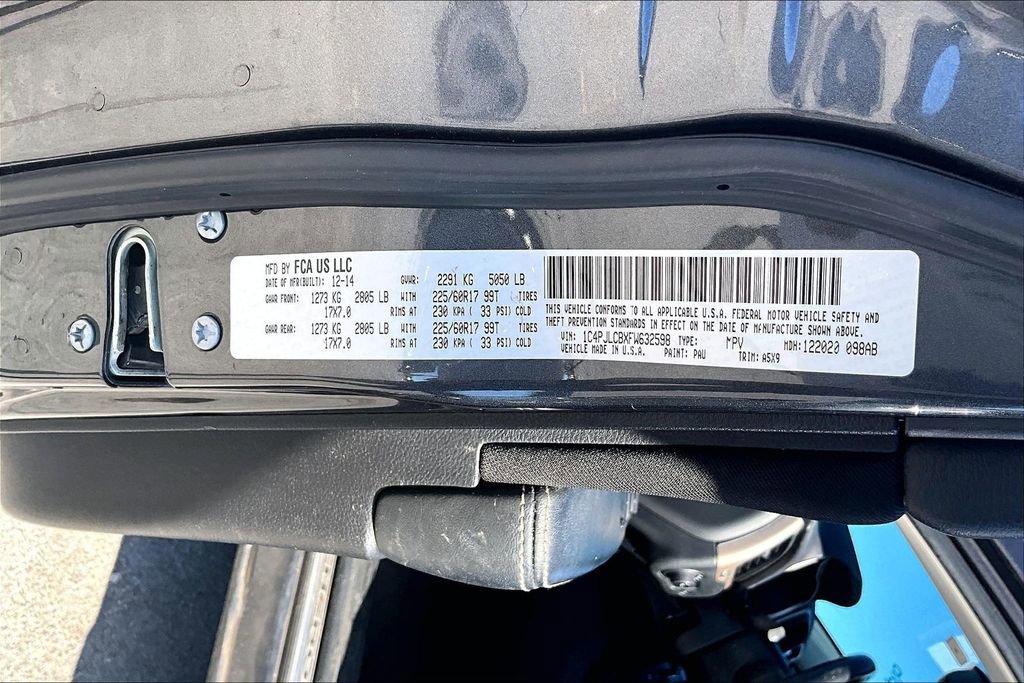 MFD BY FCA US LLC
DATE OF MFR(BUILT): 12-14 GVWR: 2291 KG 5050 LB
GAWR FRONT: 1273 KG 2805 LB WITH 225/60R17 99T TIRES
17X7.0 RIMS AT 230 KPA ( 33 PSI) COLD
GAWR REAR: 1273 KG 2805 LB WITH 225/60R17 99T TIRES
17X7.0 RIMS AT 230 KPA ( 33 PSI) COLD
THIS VEHICLE CONFORMS TO ALL APPLICABLE U.S.A. FEDERAL MOTOR VEHICLE SAFETY AND
THEFT PREVENTION STANDARDS IN EFFECT ON THE DATE OF MANUFACTURE SHOWN ABOVE.
VIN: 1C4PJLCBXFW632598 TYPE: MPV MDH: 122020 098AB
VEHICLE MADE IN U.S.A. PAINT: PAU TRIM: A5X9